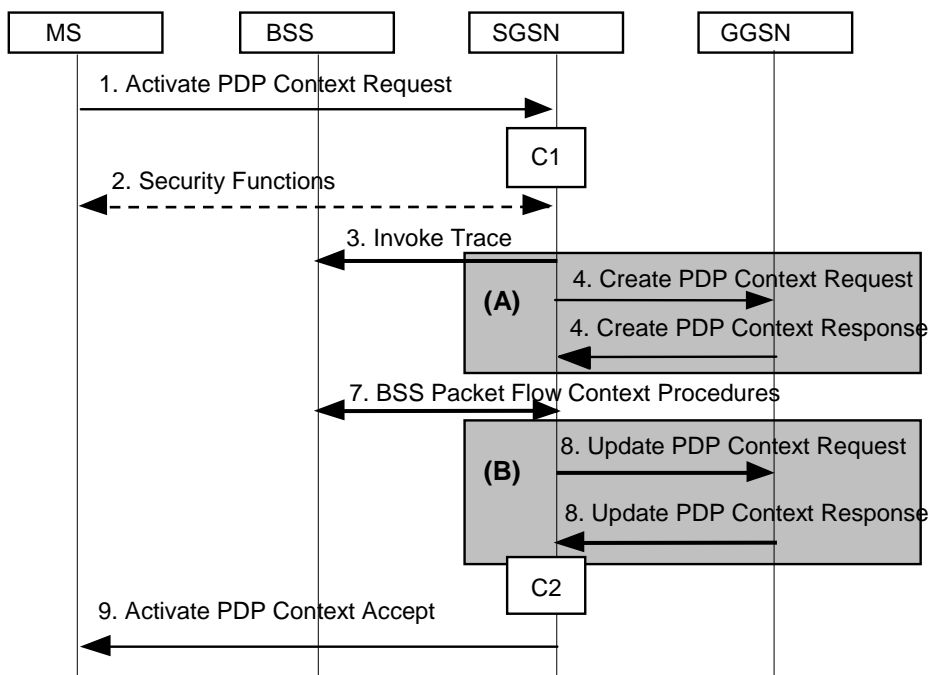 MS
BSS
SGSN
GGSN
1. Activate PDP Context Request
C1
2. Security Functions
3. Invoke Trace
(A)
4. Create PDP Context Request
4. Create PDP Context Response
7. BSS Packet Flow Context Procedures
(B)
8. Update PDP Context Request
8. Update PDP Context Response
C2
9. Activate PDP Context Accept